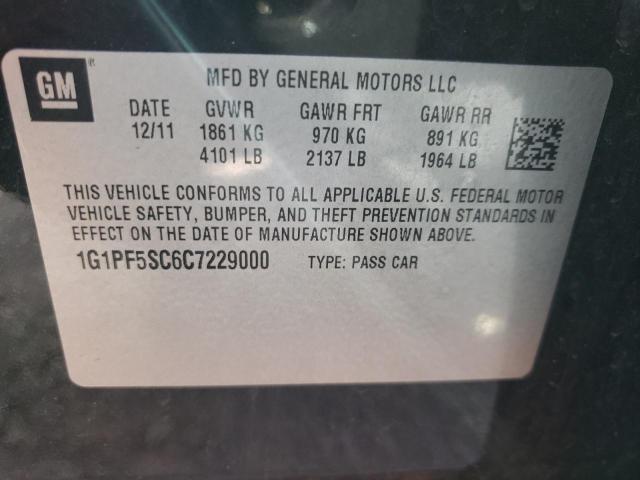 GM ®
MFD BY GENERAL MOTORS LLC
DATE GVWR GAWR FRT GAWR RR
12/11 1861 KG 970 KG 891 KG
4101 LB 2137 LB 1964 LB
THIS VEHICLE CONFORMS TO ALL APPLICABLE U.S. FEDERAL MOTOR
VEHICLE SAFETY, BUMPER, AND THEFT PREVENTION STANDARDS IN
EFFECT ON THE DATE OF MANUFACTURE SHOWN ABOVE.
1G1PF5SC6C7229000 TYPE: PASS CAR